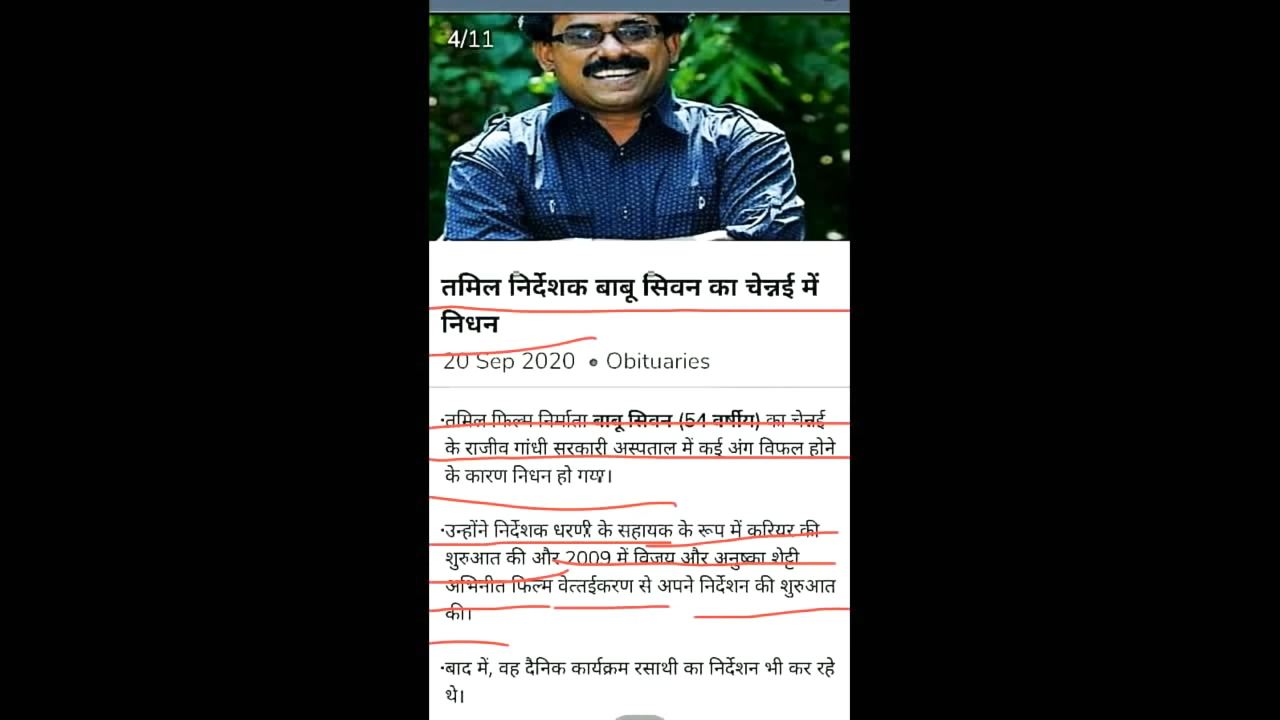 4/11
तमिल निर्देशक बाबू सिवन का चेन्नई में
निधन
20 Sep 2020 • Obituaries
•तमिल फिल्म निर्माता बाबू सिवन (54 वर्षीय) का चेन्नई
के राजीव गांधी सरकारी अस्पताल में कई अंग विफल होने
के कारण निधन हो गया।
•उन्होंने निर्देशक धरणी के सहायक के रूप में करियर की
शुरुआत की और 2009 में विजय और अनुष्का शेट्टी
अभिनीत फिल्म वेत्तईकरण से अपने निर्देशन की शुरुआत
की।
•बाद में, वह दैनिक कार्यक्रम रसाथी का निर्देशन भी कर रहे
थे।